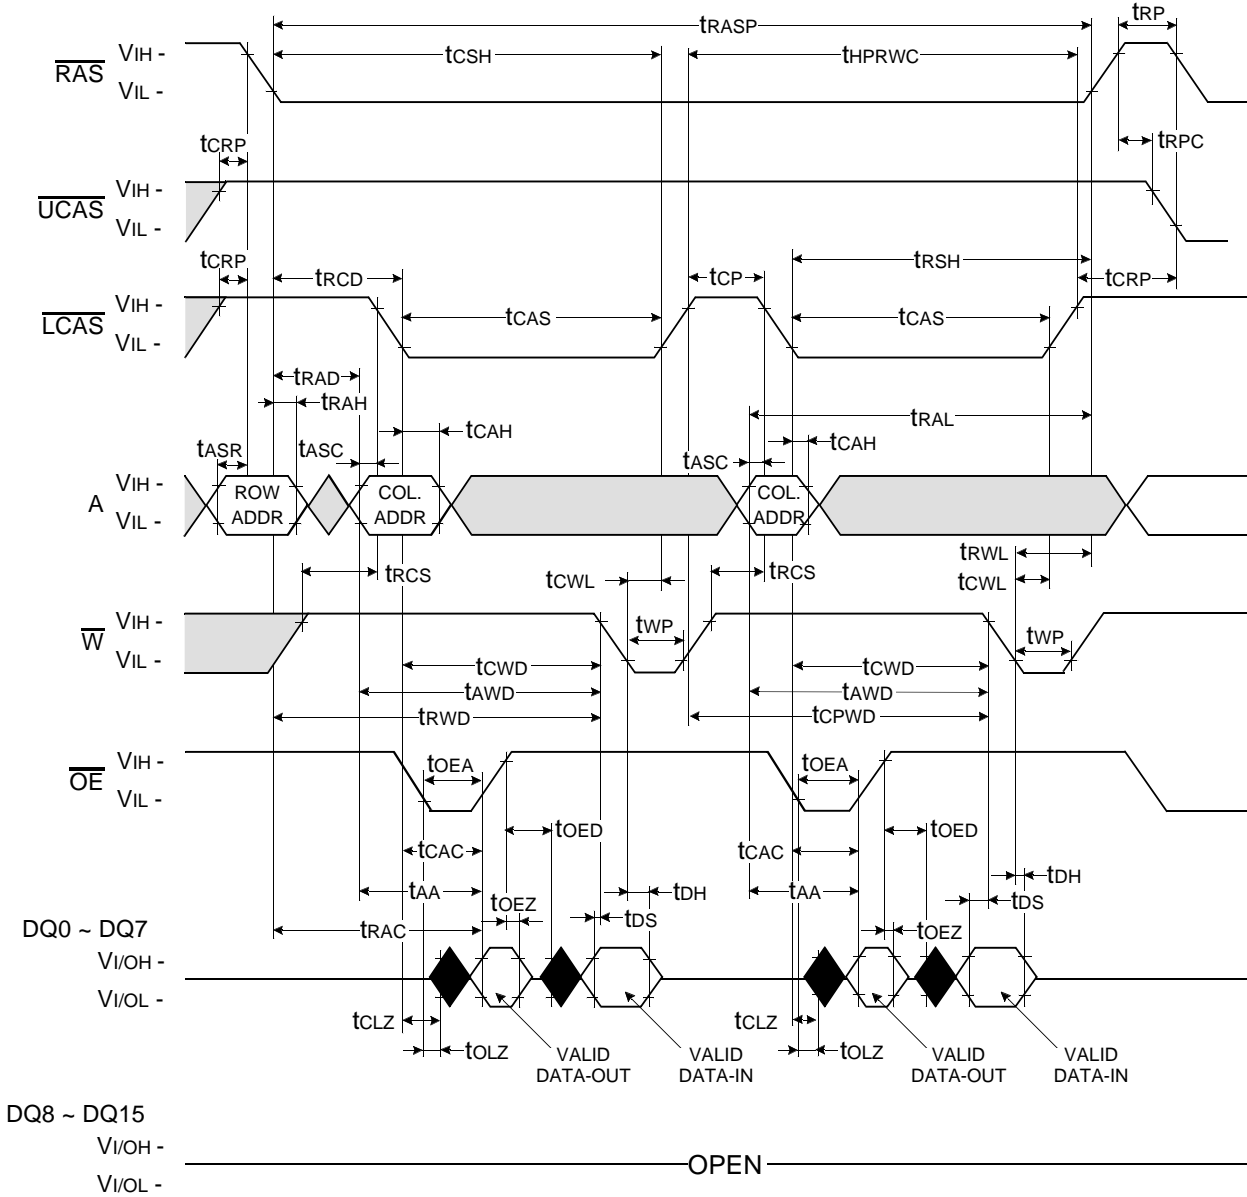 tRASP
tRP
tCSH
tHPRWC
RAS
VIH -
VIL -
tCRP
tRPC
UCAS
VIH -
VIL -
tCRP
tRCD
tCP
tRSH
tCRP
LCAS
VIH -
VIL -
tCAS
tCAS
tRAD
tRAH
tRAL
tCAH
tCAH
tASR
tASC
tASC
A
VIH -
VIL -
ROW
ADDR
COL.
ADDR
COL.
ADDR
tRWL
tRCS
tCWL
tRCS
tCWL
W
VIH -
VIL -
tWP
tWP
tCWD
tCWD
tAWD
tAWD
tRWD
tCPWD
OE
VIH -
VIL -
tOEA
tOEA
tOED
tOED
tCAC
tCAC
tAA
tDH
tAA
tDH
tOEZ
tDS
tDS
tRAC
tOEZ
DQ0 ~ DQ7
VI/OH -
VI/OL -
tCLZ
tCLZ
tOLZ
tOLZ
VALID
DATA-OUT
VALID
DATA-IN
VALID
DATA-OUT
VALID
DATA-IN
DQ8 ~ DQ15
VI/OH -
VI/OL -
OPEN